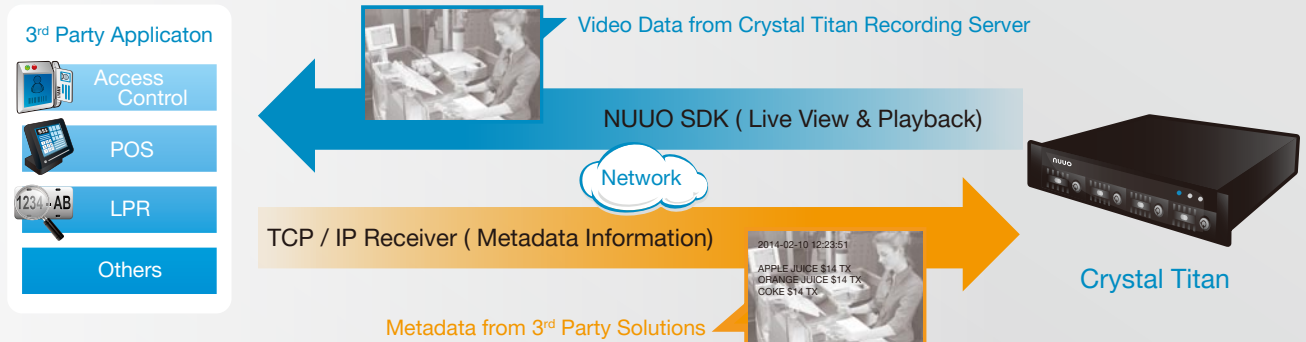 3rd Party Applicaton
Access
Control
POS
1234-AB
LPR
Others
Video Data from Crystal Titan Recording Server
NUUO SDK ( Live View & Playback)
Network
TCP / IP Receiver ( Metadata Information)
2014-02-10 12:23:51
APPLE JUICE $14 TX
ORANGE JUICE $14 TX
COKE $14 TX
Metadata from 3rd Party Solutions
nuuo
Crystal Titan